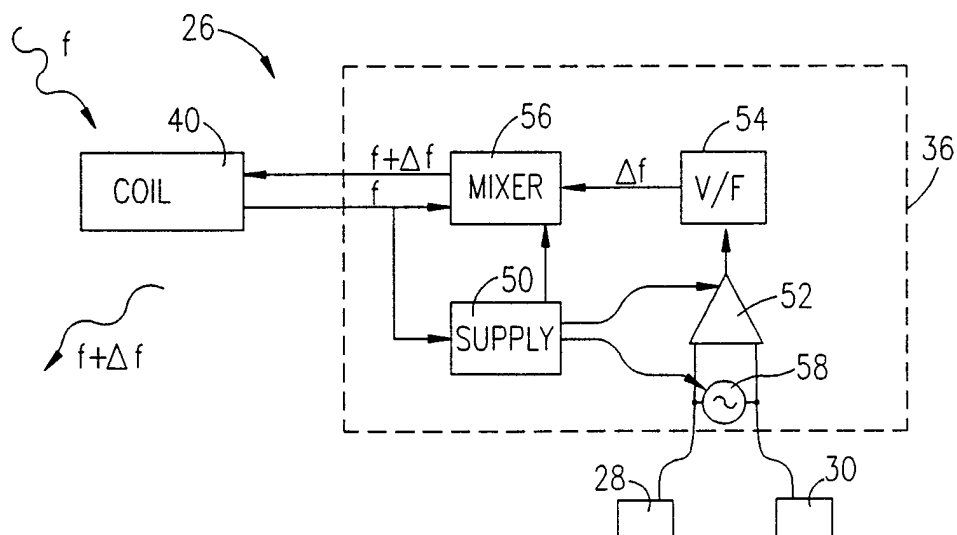 26
f
40
COIL
f+Δf
f
56
MIXER
Δf
54
V/F
36
50
SUPPLY
52
f+Δf
58
28
30